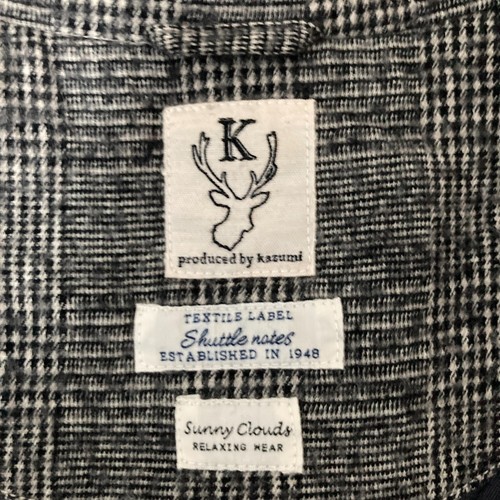 K
produced by kazumi
TEXTILE LABEL
Shuttle notes
ESTABLISHED IN 1948
Sunny Clouds
RELAXING WEAR